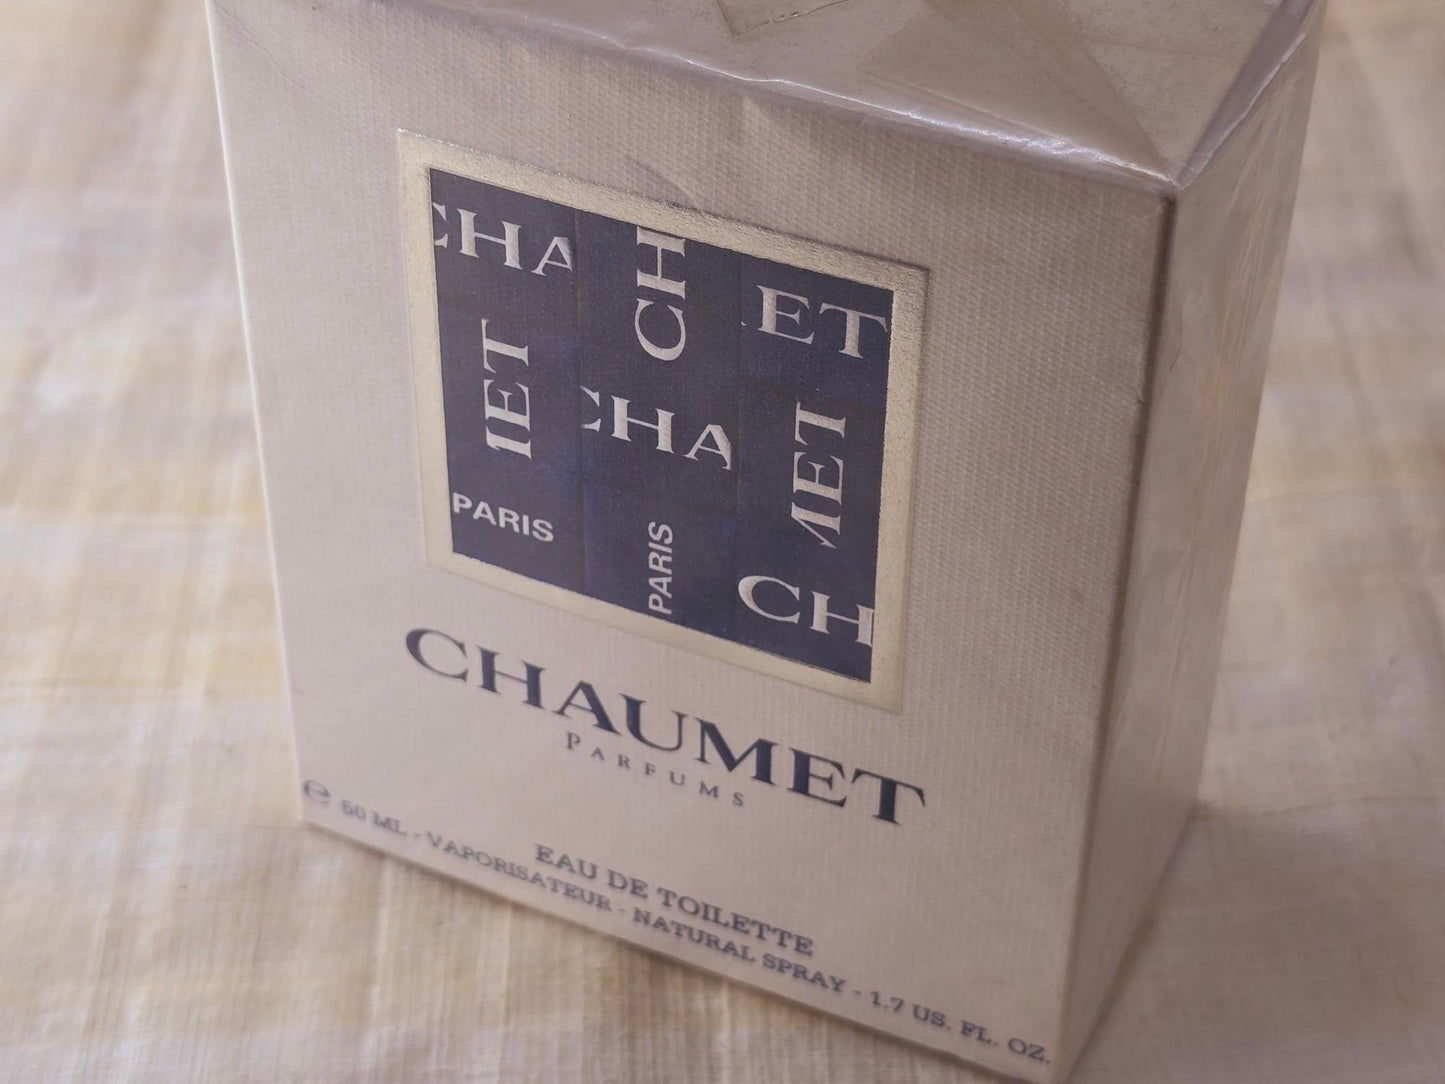 CHA
CH
ET
IET
CHA
MET
PARIS
PARIS
CH
CHAUMET
PARFUMS
EAU DE TOILETTE
℮ 50 ML - VAPORISATEUR - NATURAL SPRAY - 1.7 US. FL. OZ.